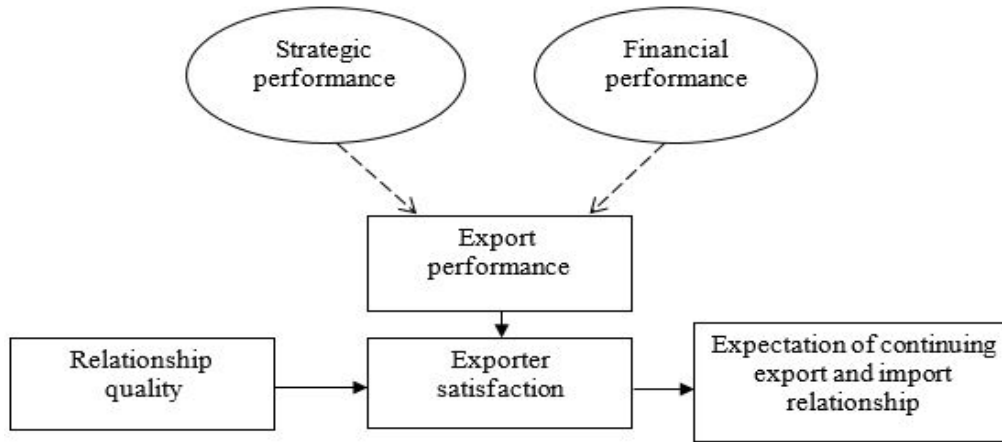 Strategic
performance
Financial
performance
Export
performance
Relationship
quality
Exporter
satisfaction
Expectation of continuing
export and import
relationship